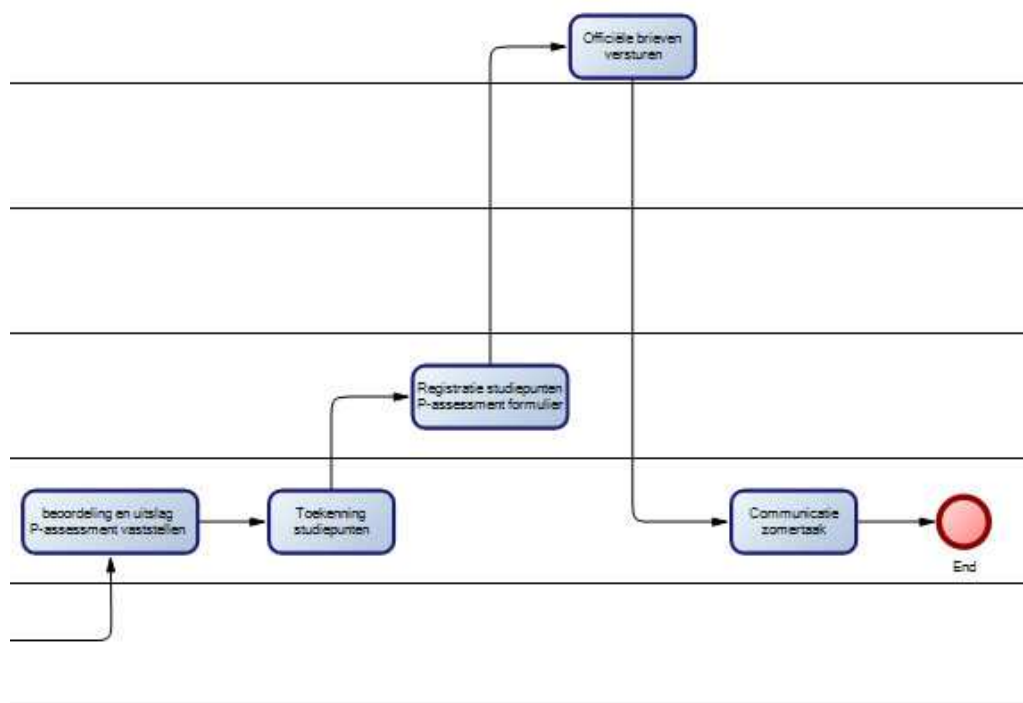 Officiële brieven
versturen
Registratie studiepunten
P-assessment formulier
beoordeling en uitslag
P-assessment vaststellen
Toekenning
studiepunten
Communicatie
zomertaak
End